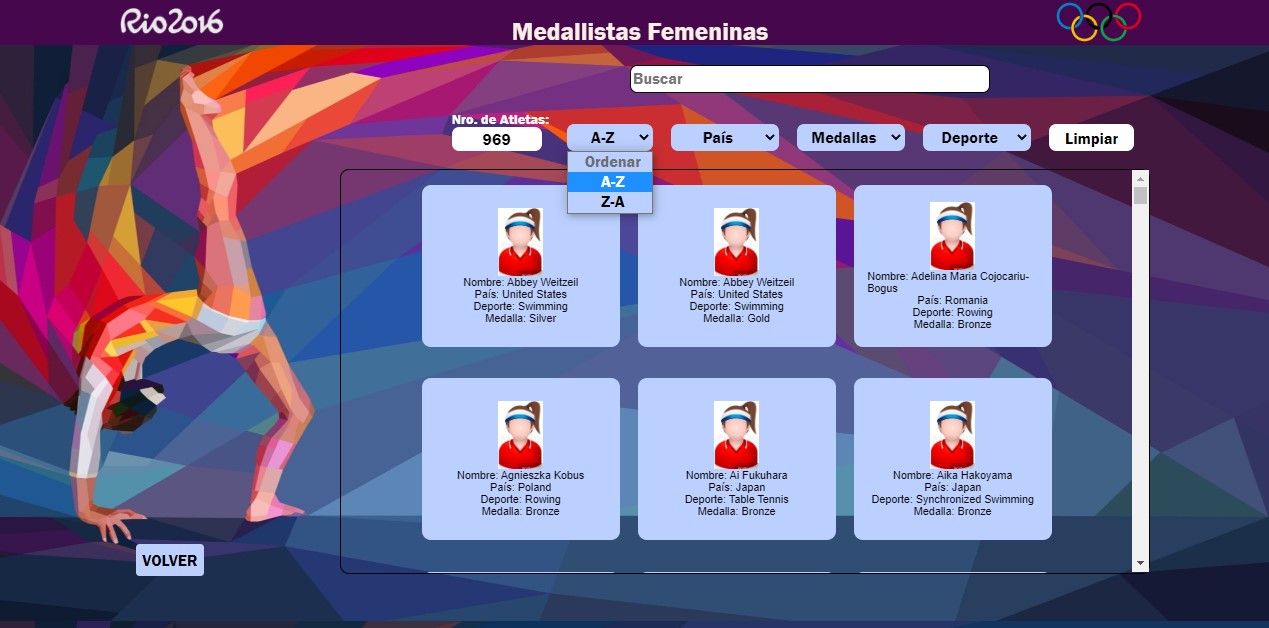 Rio2016
Medallistas Femeninas
Buscar
Nro. de Atletas:
969
A-Z
País
Medallas
Deporte
Limpiar
Ordenar
A-Z
Z-A
Nombre: Abbey Weitzeil
País: United States
Deporte: Swimming
Medalla: Silver
Nombre: Abbey Weitzeil
País: United States
Deporte: Swimming
Medalla: Gold
Nombre: Adelina Maria Cojocariu-
Bogus
País: Romania
Deporte: Rowing
Medalla: Bronze
Nombre: Agnieszka Kobus
País: Poland
Deporte: Rowing
Medalla: Bronze
Nombre: Ai Fukuhara
País: Japan
Deporte: Table Tennis
Medalla: Bronze
Nombre: Aika Hakoyama
País: Japan
Deporte: Synchronized Swimming
Medalla: Bronze
VOLVER